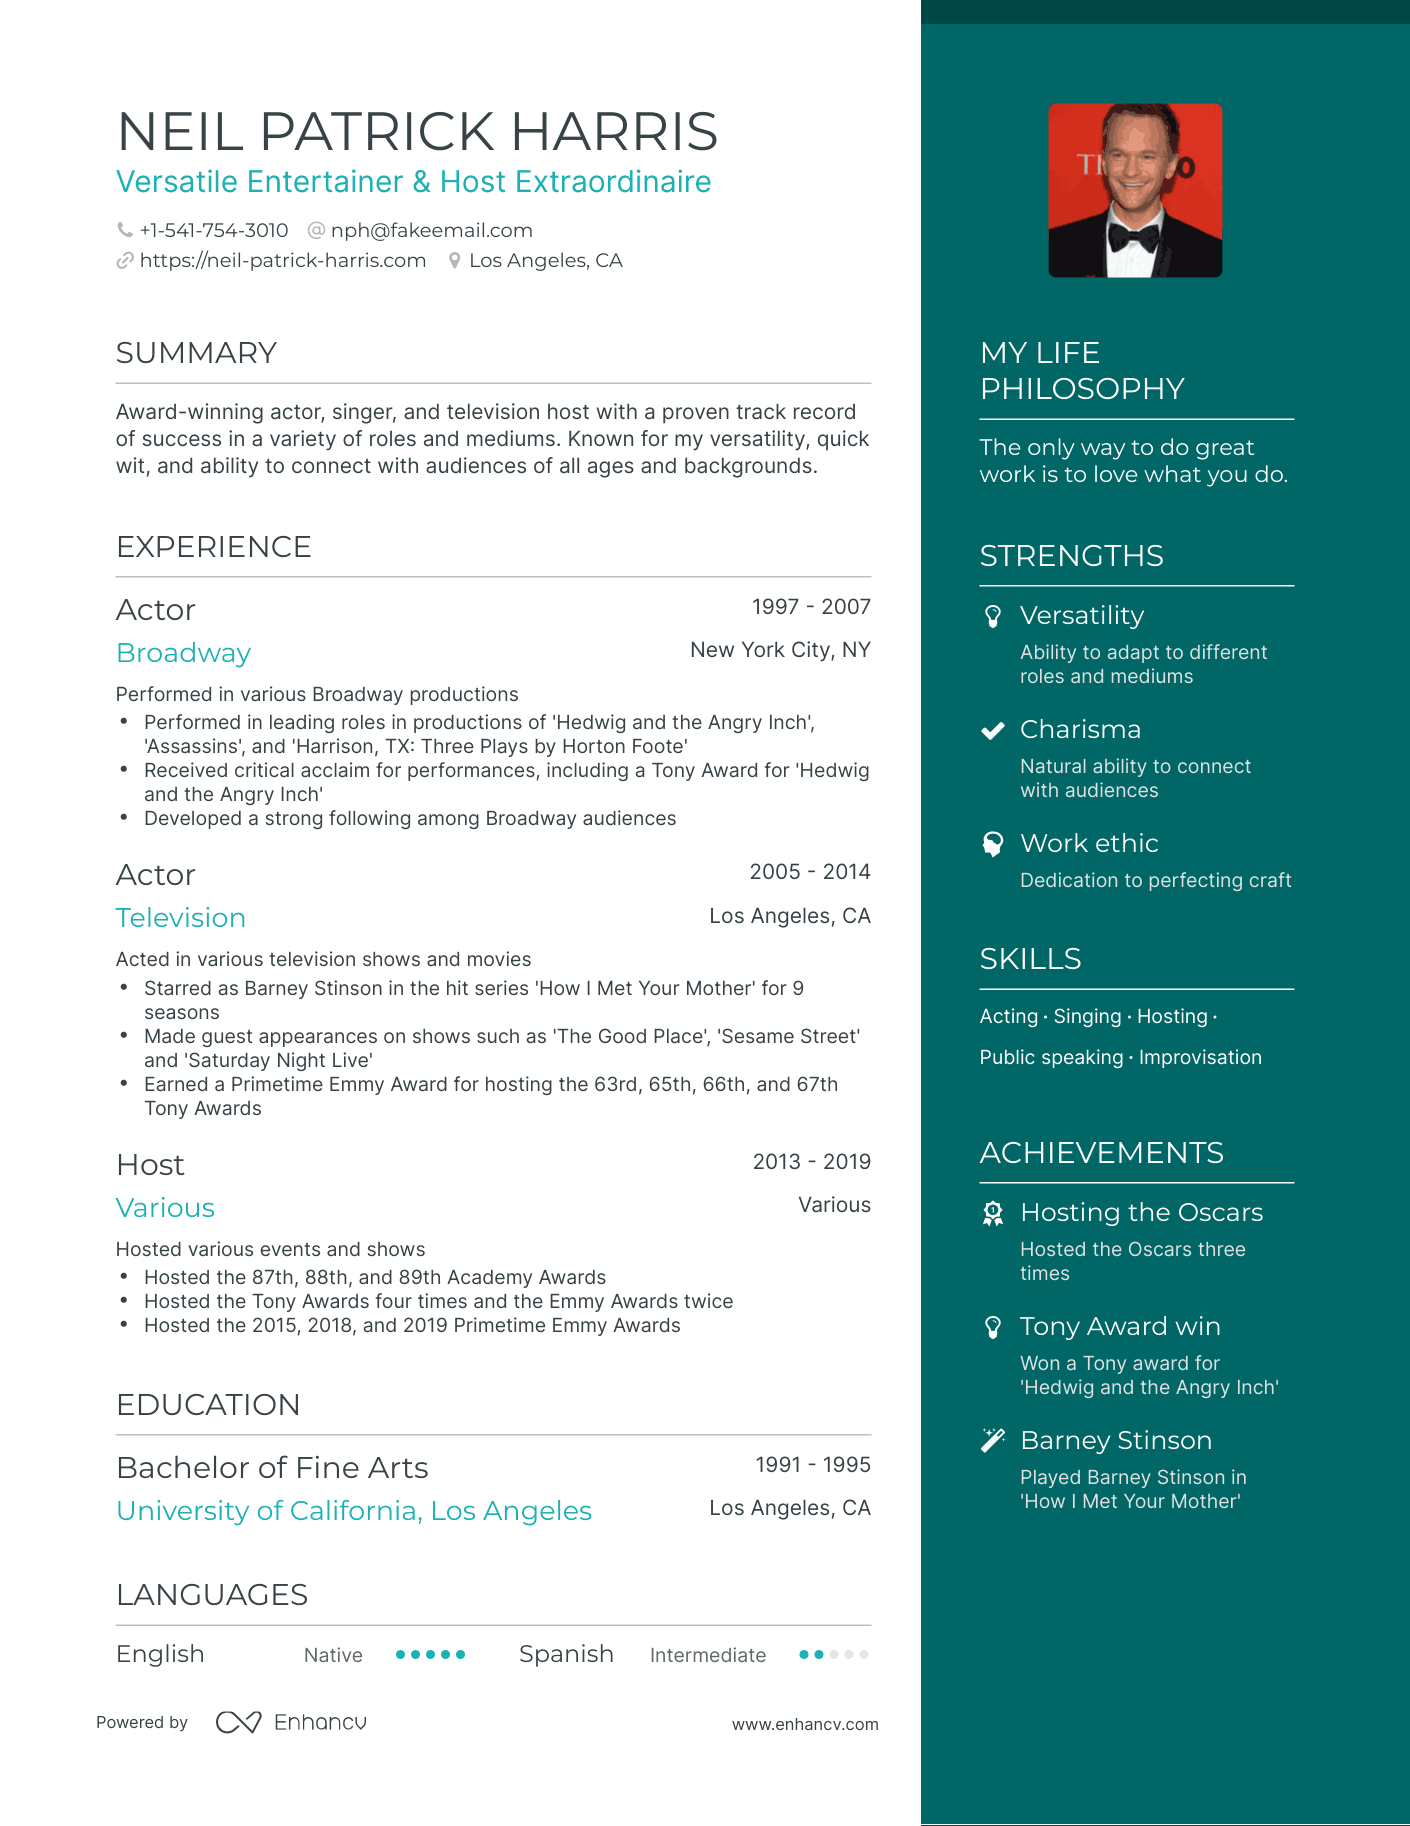 NEIL PATRICK HARRIS
Versatile Entertainer & Host Extraordinaire
+1-541-754-3010 @ nph@fakeemail.com
https://neil-patrick-harris.com Los Angeles, CA
SUMMARY
Award-winning actor, singer, and television host with a proven track record
of success in a variety of roles and mediums. Known for my versatility, quick
wit, and ability to connect with audiences of all ages and backgrounds.
EXPERIENCE
Actor 1997 - 2007
Broadway New York City, NY
Performed in various Broadway productions
• Performed in leading roles in productions of 'Hedwig and the Angry Inch',
'Assassins', and 'Harrison, TX: Three Plays by Horton Foote'
• Received critical acclaim for performances, including a Tony Award for 'Hedwig
and the Angry Inch'
• Developed a strong following among Broadway audiences
Actor 2005 - 2014
Television Los Angeles, CA
Acted in various television shows and movies
• Starred as Barney Stinson in the hit series 'How I Met Your Mother' for 9
seasons
• Made guest appearances on shows such as 'The Good Place', 'Sesame Street'
and 'Saturday Night Live'
• Earned a Primetime Emmy Award for hosting the 63rd, 65th, 66th, and 67th
Tony Awards
Host 2013 - 2019
Various Various
Hosted various events and shows
• Hosted the 87th, 88th, and 89th Academy Awards
• Hosted the Tony Awards four times and the Emmy Awards twice
• Hosted the 2015, 2018, and 2019 Primetime Emmy Awards
EDUCATION
Bachelor of Fine Arts 1991 - 1995
University of California, Los Angeles Los Angeles, CA
LANGUAGES
English Native Spanish Intermediate
Powered by Enhancv www.enhancv.com
MY LIFE
PHILOSOPHY
The only way to do great
work is to love what you do.
STRENGTHS
Versatility
Ability to adapt to different
roles and mediums
Charisma
Natural ability to connect
with audiences
Work ethic
Dedication to perfecting craft
SKILLS
Acting · Singing · Hosting ·
Public speaking · Improvisation
ACHIEVEMENTS
Hosting the Oscars
Hosted the Oscars three
times
Tony Award win
Won a Tony award for
'Hedwig and the Angry Inch'
Barney Stinson
Played Barney Stinson in
'How I Met Your Mother'